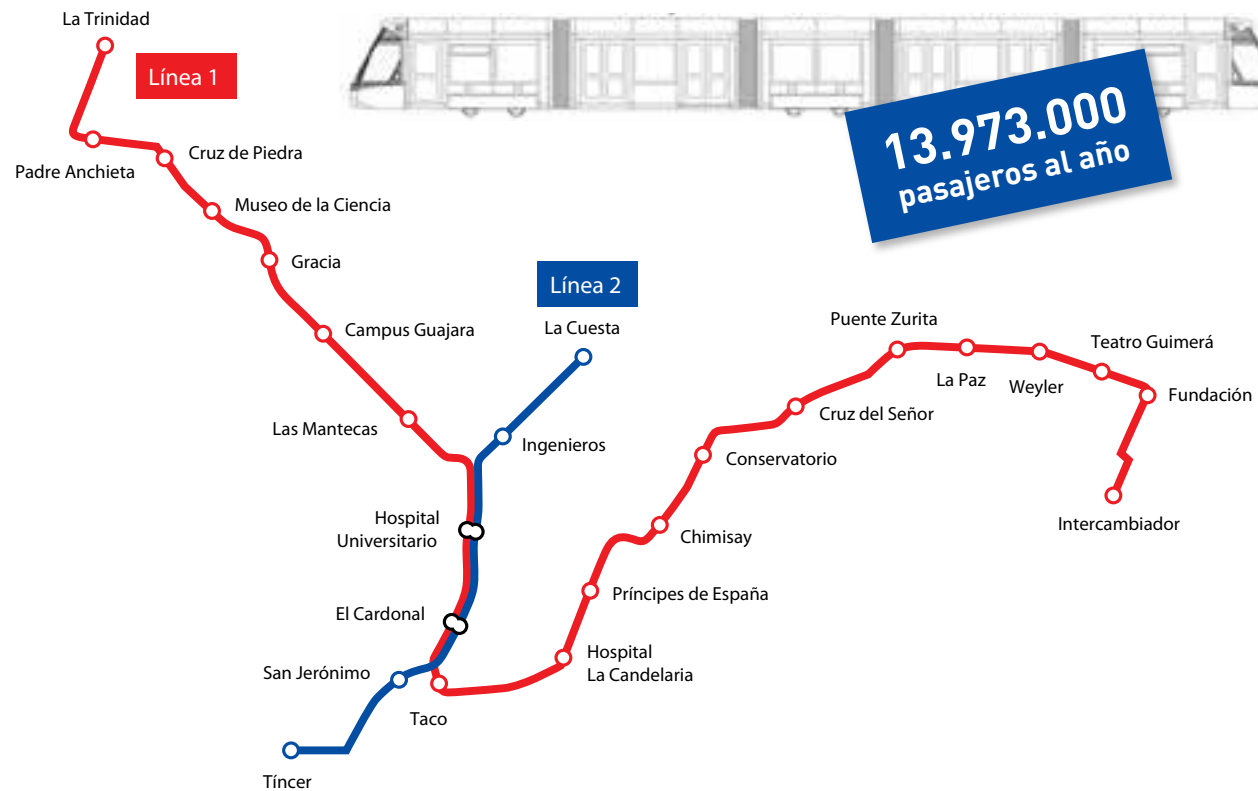 La Trinidad
Línea 1
13.973.000
pasajeros al año
Padre Anchieta
Cruz de Piedra
Museo de la Ciencia
Gracia
Línea 2
Campus Guajara
La Cuesta
Puente Zurita
Teatro Guimerá
La Paz
Weyler
Fundación
Las Mantecas
Ingenieros
Cruz del Señor
Conservatorio
Hospital
Universitario
Intercambiador
Chimisay
El Cardonal
Príncipes de España
San Jerónimo
Hospital
La Candelaria
Taco
Tíncer